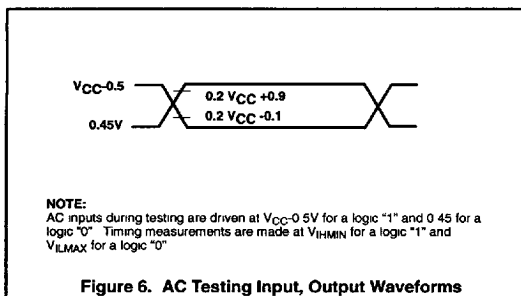 VCC-0.5
0.2 VCC +0.9
0.2 VCC -0.1
0.45V
NOTE:
AC inputs during testing are driven at VCC-0 5V for a logic "1" and 0 45 for a
logic "0" Timing measurements are made at VIHMIN for a logic "1" and
VILMAX for a logic "0"
Figure 6. AC Testing Input, Output Waveforms